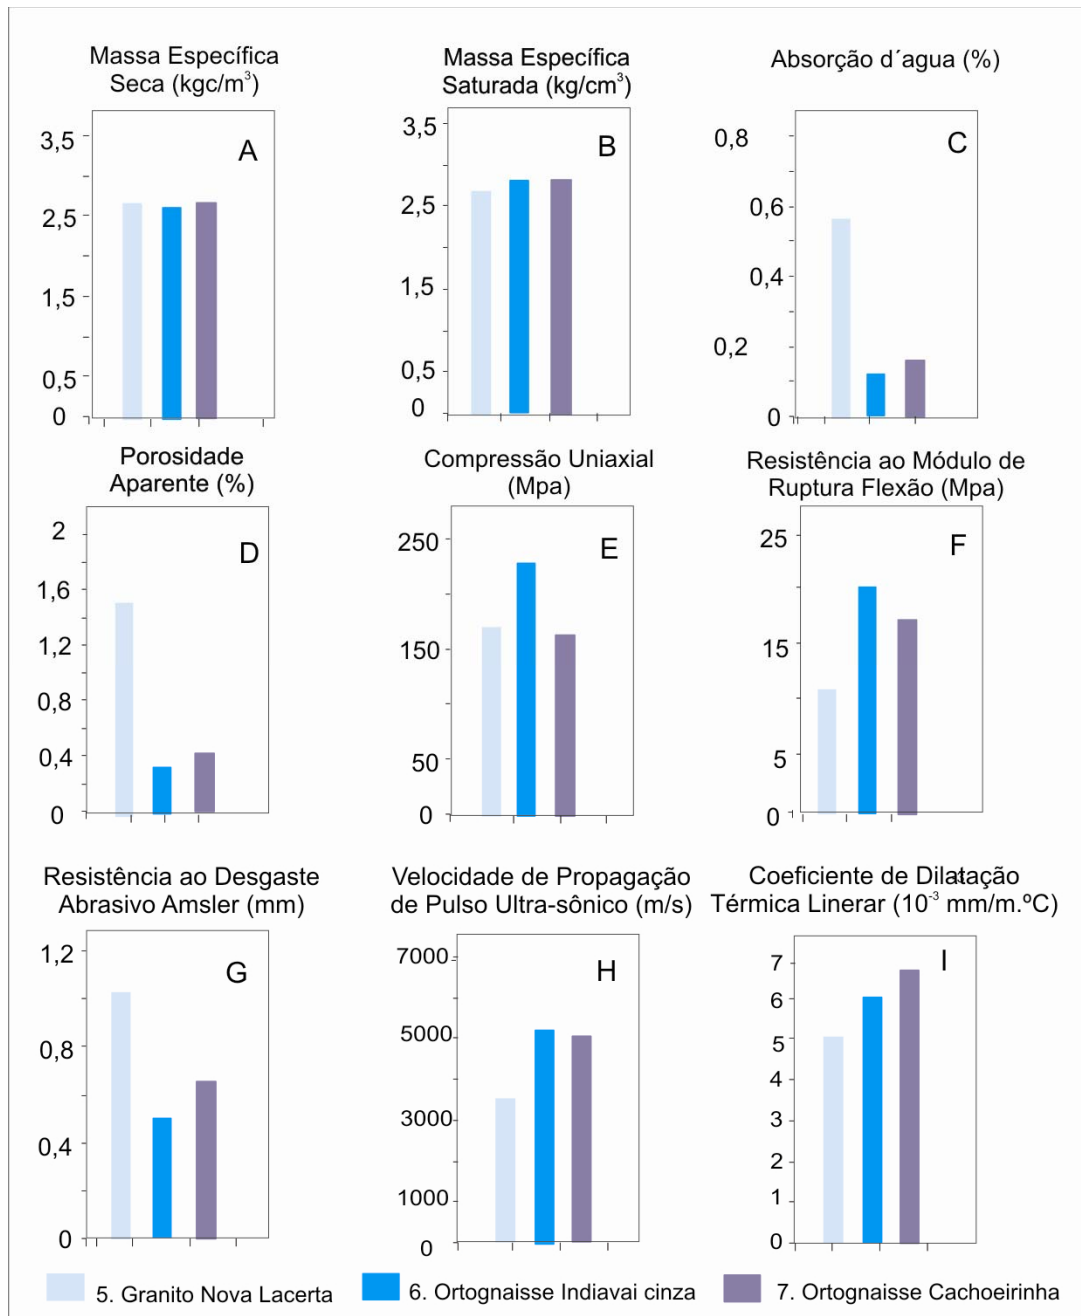 Massa Específica
Seca (kgc/m³)
A
3,5
2,5
1,5
0,5
0
Massa Específica
Saturada (kg/cm³)
B
3,5
2,5
1,5
0,5
0
Absorção d´agua (%)
C
0,8
0,6
0,4
0,2
0
Porosidade
Aparente (%)
D
2
1,6
1,2
0,8
0,4
0
Compressão Uniaxial
(Mpa)
E
250
150
50
0
Resistência ao Módulo de
Ruptura Flexão (Mpa)
F
25
15
5
0
Resistência ao Desgaste
Abrasivo Amsler (mm)
G
1,2
0,8
0,4
0
Velocidade de Propagação
de Pulso Ultra-sônico (m/s)
H
7000
5000
3000
1000
0
Coeficiente de Dilatação
Térmica Linerar (10⁻³ mm/m.ºC)
I
7
6
5
4
3
2
1
0
5. Granito Nova Lacerta
6. Ortognaisse Indiavai cinza
7. Ortognaisse Cachoeirinha